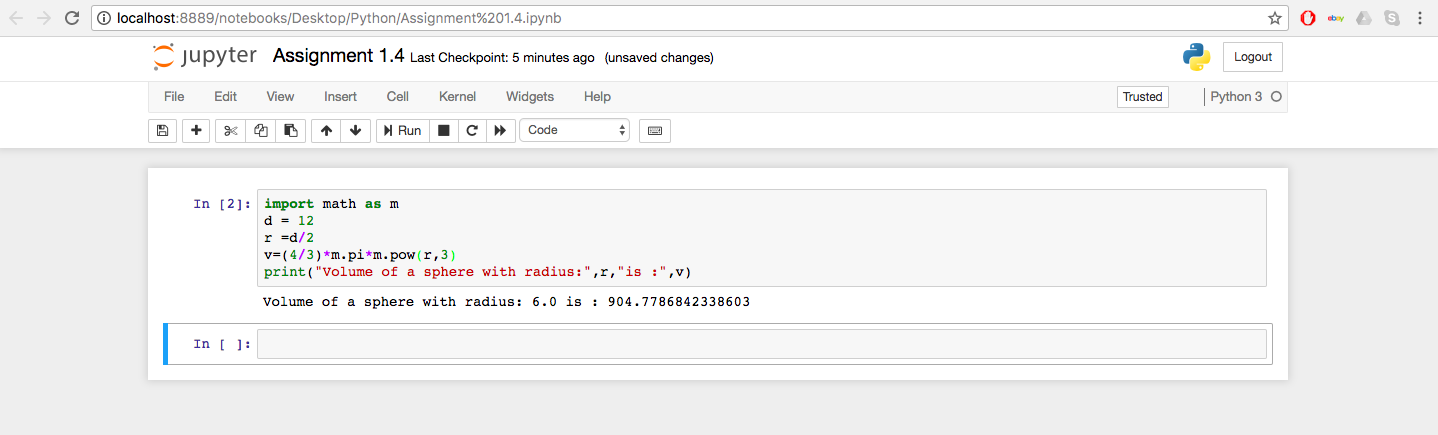 localhost:8889/notebooks/Desktop/Python/Assignment%201.4.ipynb
ebay
jupyter Assignment 1.4 Last Checkpoint: 5 minutes ago (unsaved changes)
Logout
File Edit View Insert Cell Kernel Widgets Help Trusted Python 3
Run Code
In [2]: import math as m
d = 12
r =d/2
v=(4/3)*m.pi*m.pow(r,3)
print("Volume of a sphere with radius:",r,"is :",v)
Volume of a sphere with radius: 6.0 is : 904.7786842338603
In [ ]: